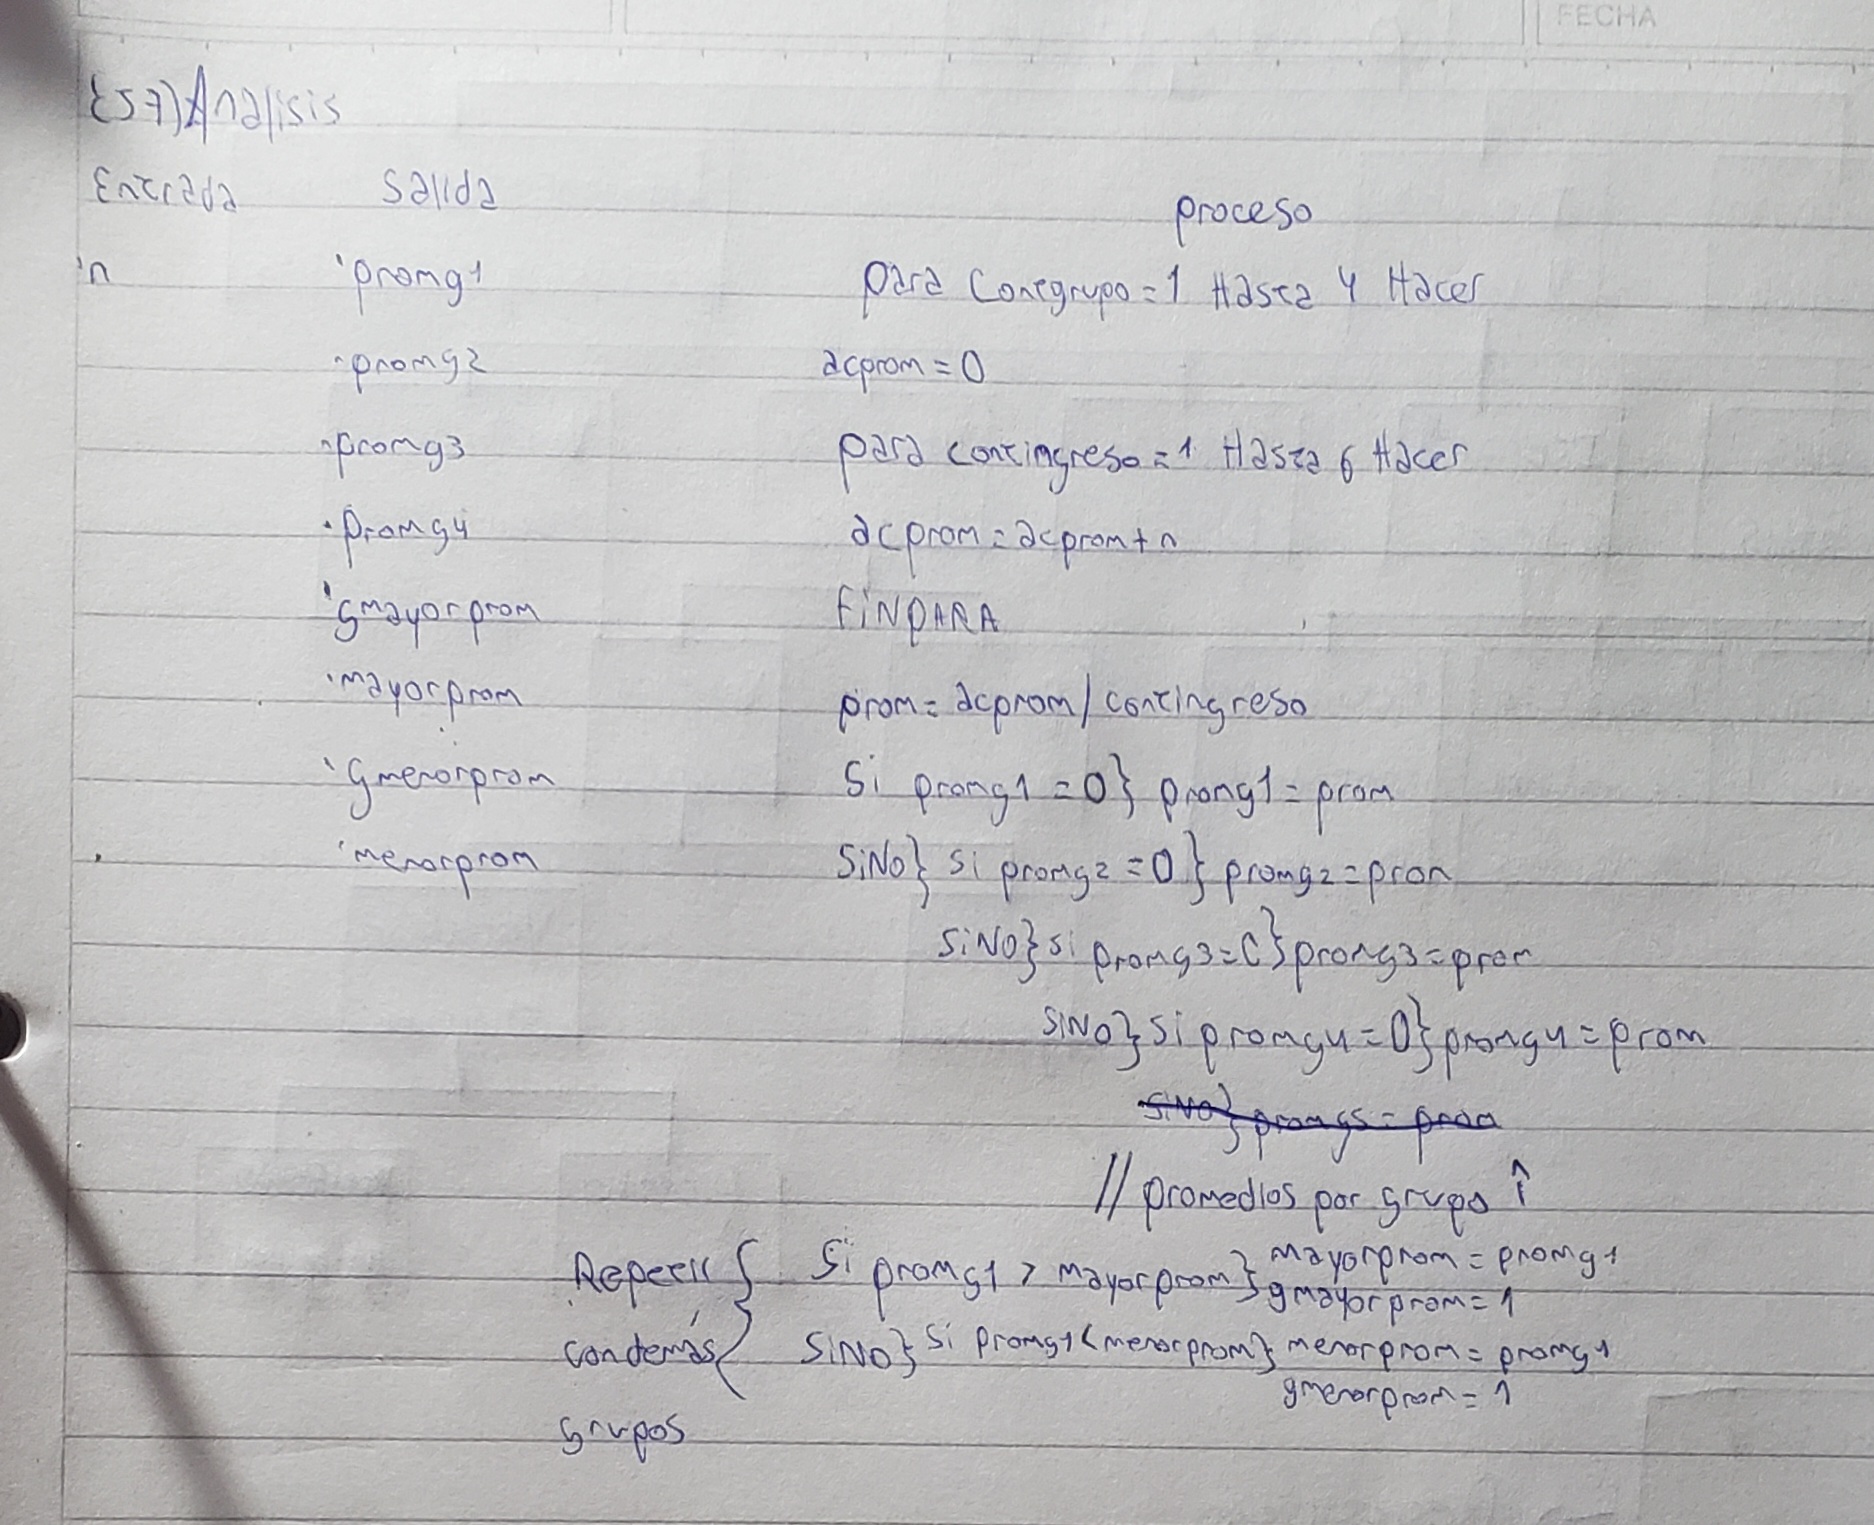 FECHA
{57) Análisis
Entrada Salida proceso
'n 'promg1 para Contgrupo=1 Hasta 4 Hacer
·promg2 acprom=0
·promg3 para contingreso=1 Hasta 6 Hacer
·promg4 acprom=acprom+n
'gmayorprom FiNPARA
'mayorprom prom=acprom/contingreso
'gmenorprom Si promg1=0} promg1=prom
'menorprom SiNo} si promg2=0} promg2=prom
SiNo} si promg3=0} promg3=prom
SiNo} si promg4=0} promg4=prom
SiNo} promg5=prom
// promedios por grupo ↑
Repetir { Si promg1 > mayorprom} mayorprom=promg1
gmayorprom=1
con demás SiNo} Si promg1<menorprom} menorprom=promg1
gmenorprom=1
grupos